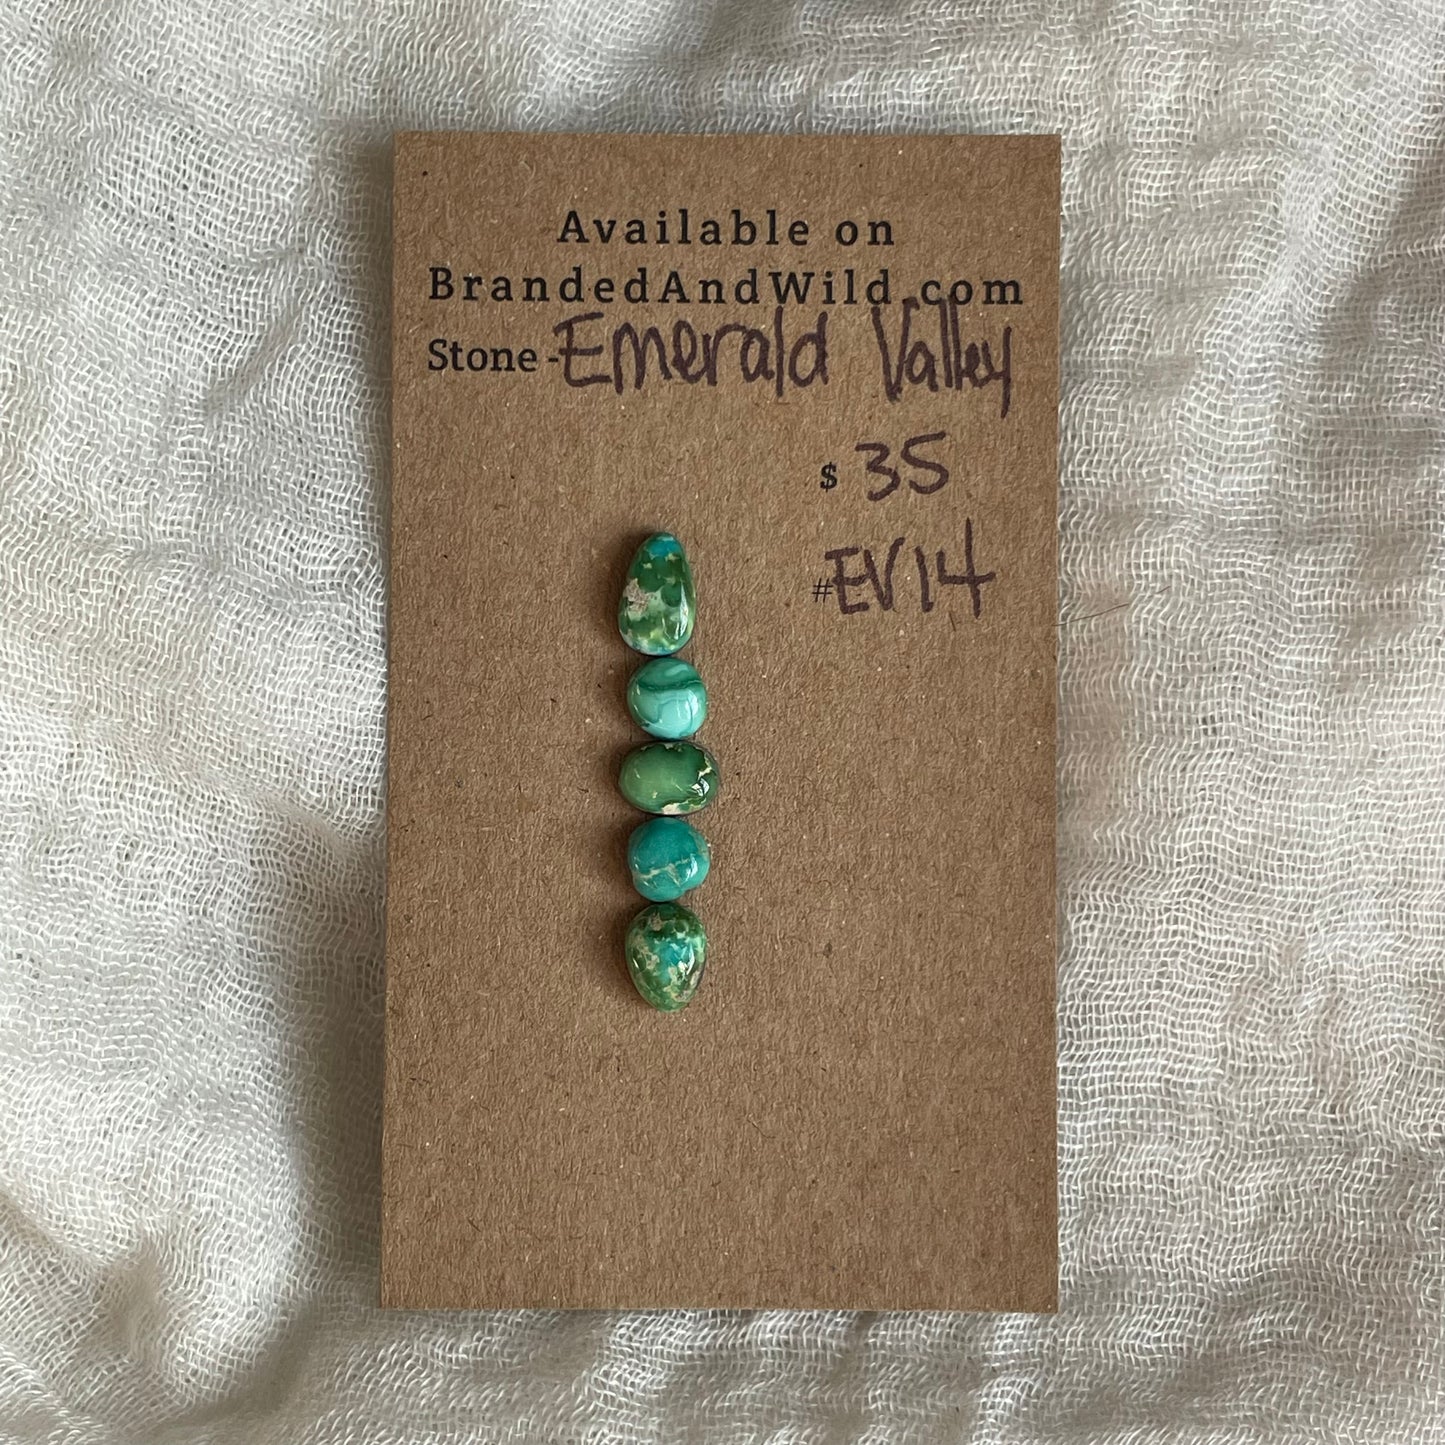 Available on
BrandedAndWild.com
Stone - Emerald Valley
$ 35
#EV14